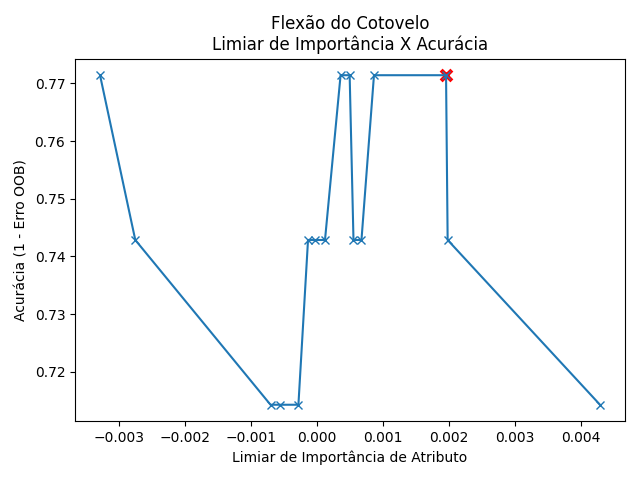 Flexão do Cotovelo
Limiar de Importância X Acurácia
0.77
0.76
0.75
0.74
0.73
0.72
Acurácia (1 - Erro OOB)
−0.003 −0.002 −0.001 0.000 0.001 0.002 0.003 0.004
Limiar de Importância de Atributo